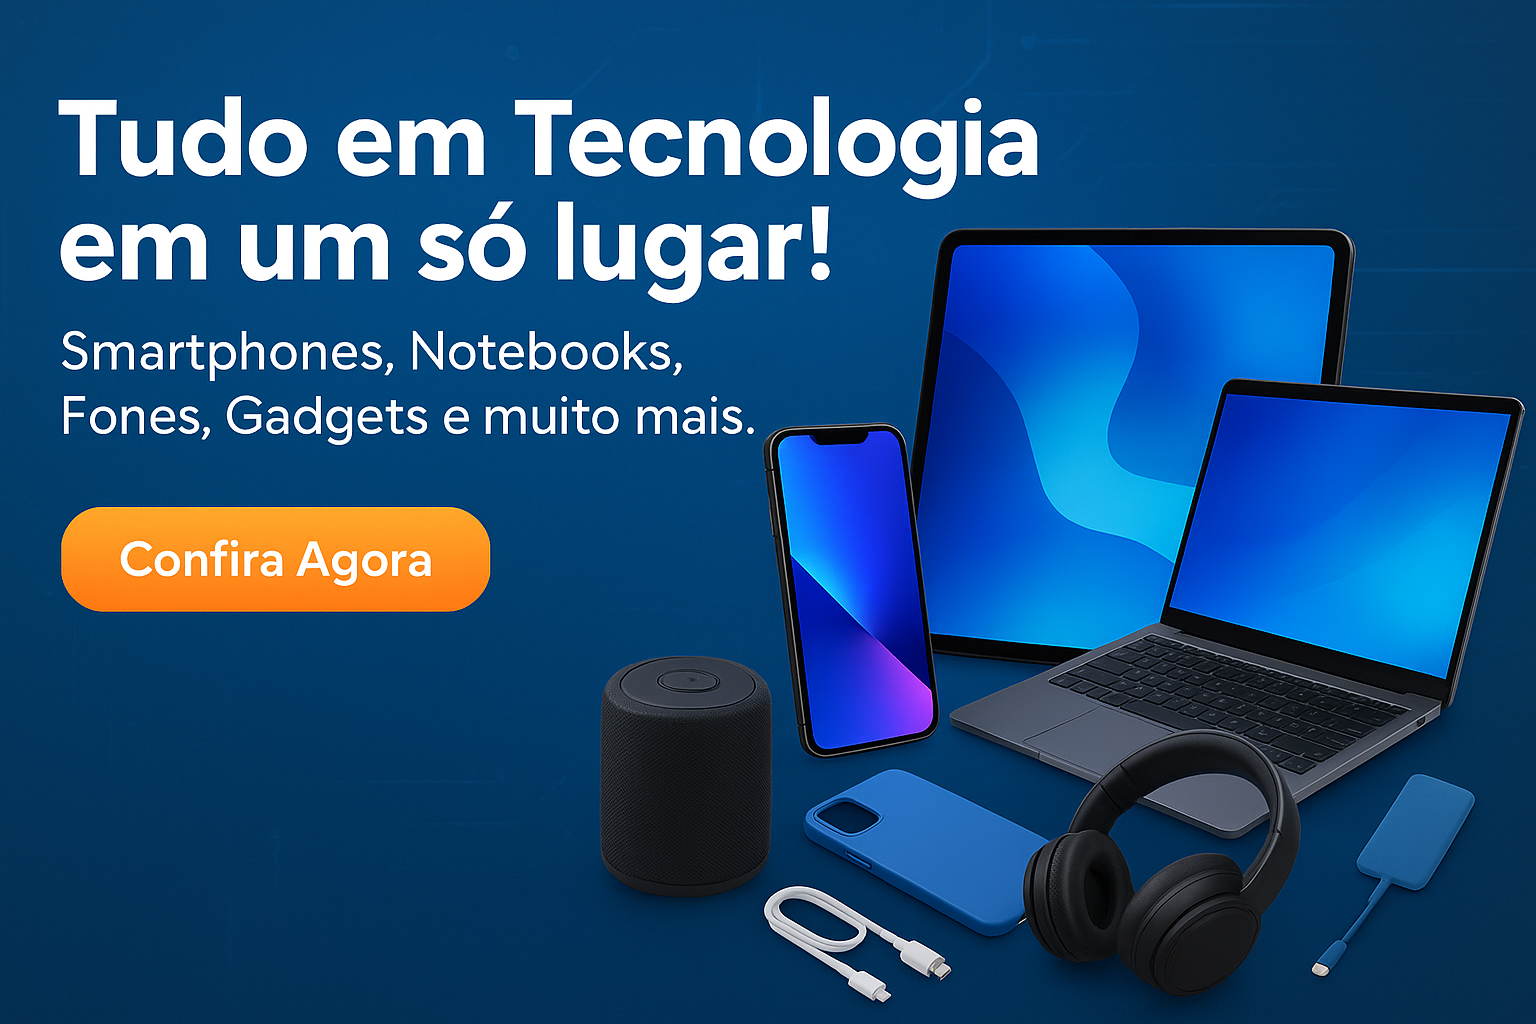 Tudo em Tecnologia
em um só lugar!
Smartphones, Notebooks,
Fones, Gadgets e muito mais.
Confira Agora